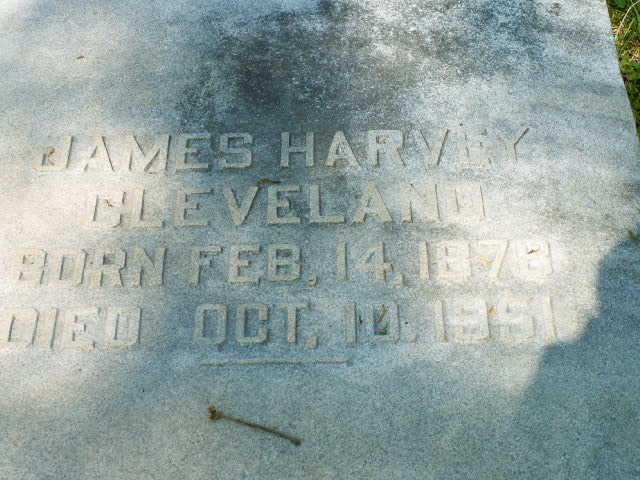 JAMES HARVEY
CLEVELAND
BORN FEB, 14, 1878
DIED OCT, 10. 1951